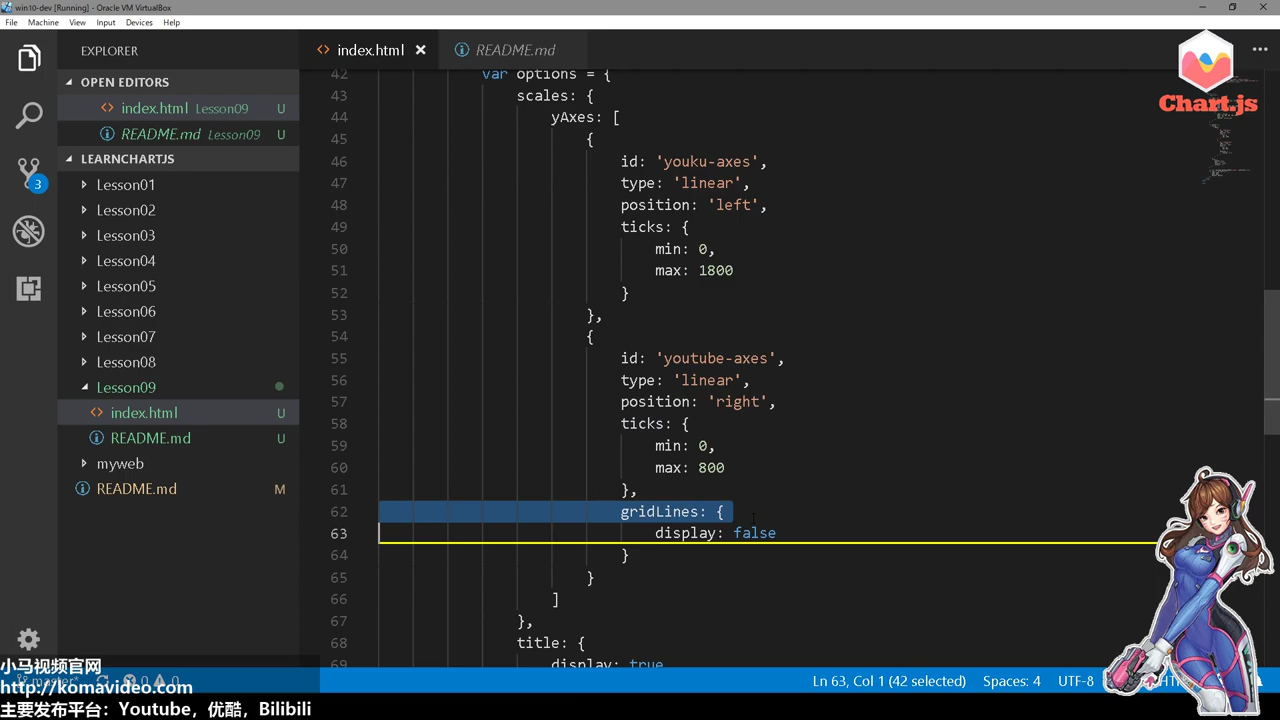 win10-dev [Running] - Oracle VM VirtualBox
File Machine View Input Devices Help
EXPLORER
OPEN EDITORS
index.html Lesson09 U
README.md Lesson09 U
LEARNCHARTJS
Lesson01
Lesson02
Lesson03
Lesson04
Lesson05
Lesson06
Lesson07
Lesson08
Lesson09
index.html U
README.md U
myweb
README.md M
3
index.html
README.md
Chart.js
42 var options = {
43 scales: {
44 yAxes: [
45 {
46 id: 'youku-axes',
47 type: 'linear',
48 position: 'left',
49 ticks: {
50 min: 0,
51 max: 1800
52 }
53 },
54 {
55 id: 'youtube-axes',
56 type: 'linear',
57 position: 'right',
58 ticks: {
59 min: 0,
60 max: 800
61 },
62 gridLines: {
63 display: false
64 }
65 }
66 ]
67 },
68 title: {
69 display: true
小马视频官网
http://komavideo.com
主要发布平台：Youtube，优酷，Bilibili
Ln 63, Col 1 (42 selected) Spaces: 4 UTF-8